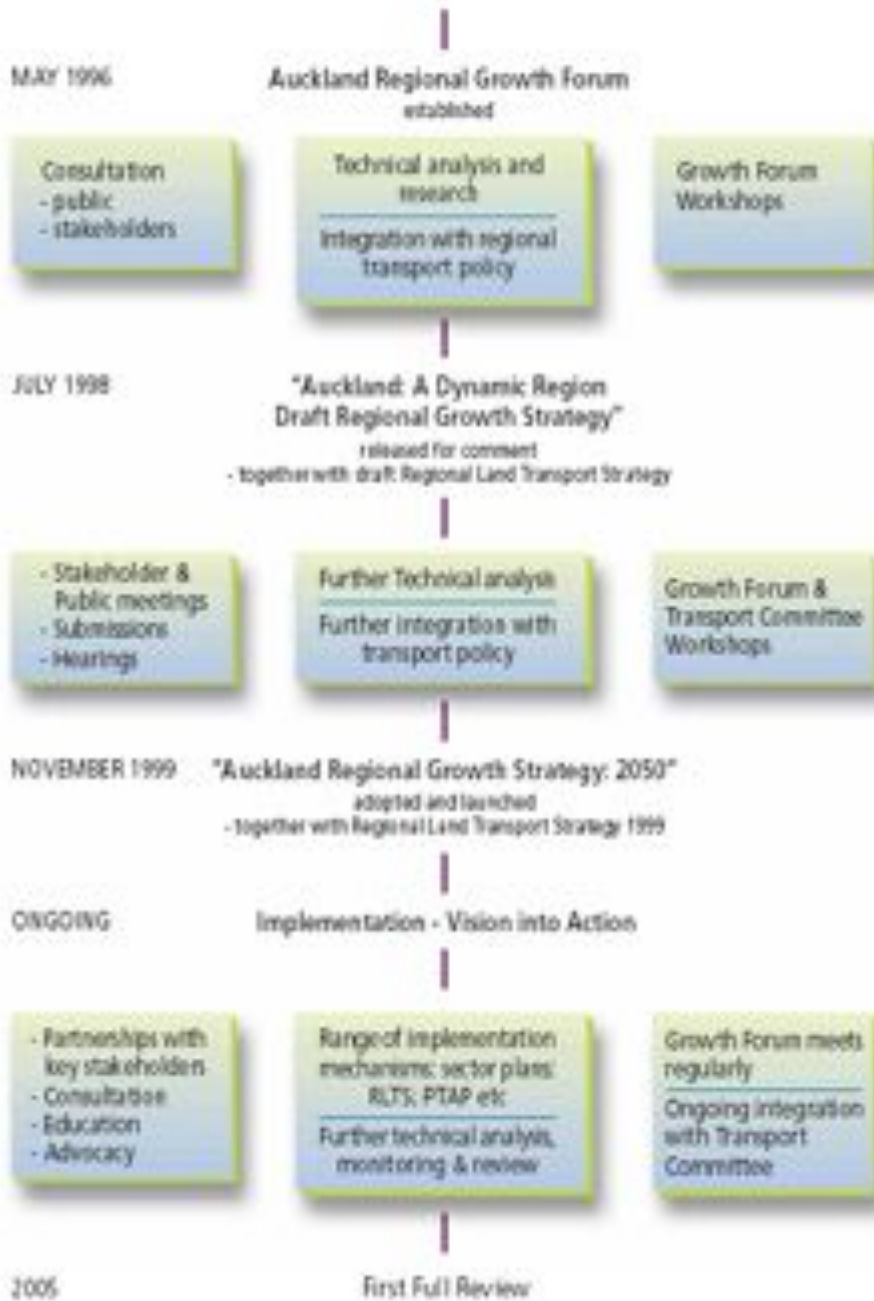 MAY 1996
Auckland Regional Growth Forum
established
Consultation
- public
- stakeholders
Technical analysis and
research
Integration with regional
transport policy
Growth Forum
Workshops
JULY 1998
"Auckland: A Dynamic Region
Draft Regional Growth Strategy"
released for comment
- together with draft Regional Land Transport Strategy
- Stakeholder &
Public meetings
- Submissions
- Hearings
Further Technical analysis
Further integration with
transport policy
Growth Forum &
Transport Committee
Workshops
NOVEMBER 1999
"Auckland Regional Growth Strategy: 2050"
adopted and launched
- together with Regional Land Transport Strategy 1999
ONGOING
Implementation - Vision into Action
- Partnerships with
key stakeholders
- Consultation
- Education
- Advocacy
Range of implementation
mechanisms: sector plans:
RLTS: PTAP etc
Further technical analysis,
monitoring & review
Growth Forum meets
regularly
Ongoing integration
with Transport
Committee
2005
First Full Review